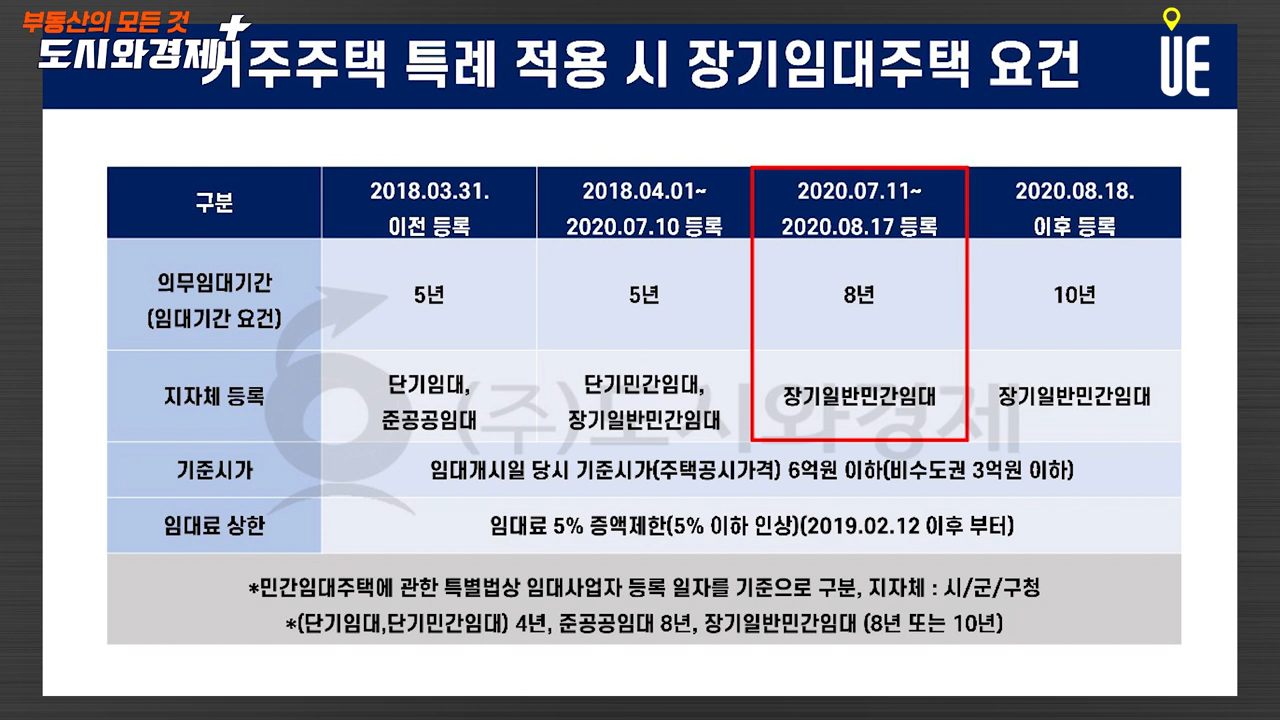 부동산의 모든 것
도시와경제+
거주주택 특례 적용 시 장기임대주택 요건
UE
구분
2018.03.31.
이전 등록
2018.04.01~
2020.07.10 등록
2020.07.11~
2020.08.17 등록
2020.08.18.
이후 등록
의무임대기간
(임대기간 요건)
5년
5년
8년
10년
지자체 등록
단기임대,
준공공임대
단기민간임대,
장기일반민간임대
장기일반민간임대
장기일반민간임대
기준시가
임대개시일 당시 기준시가(주택공시가격) 6억원 이하(비수도권 3억원 이하)
임대료 상한
임대료 5% 증액제한(5% 이하 인상)(2019.02.12 이후 부터)
*민간임대주택에 관한 특별법상 임대사업자 등록 일자를 기준으로 구분, 지자체 : 시/군/구청
*(단기임대,단기민간임대) 4년, 준공공임대 8년, 장기일반민간임대 (8년 또는 10년)
(주)도시와경제